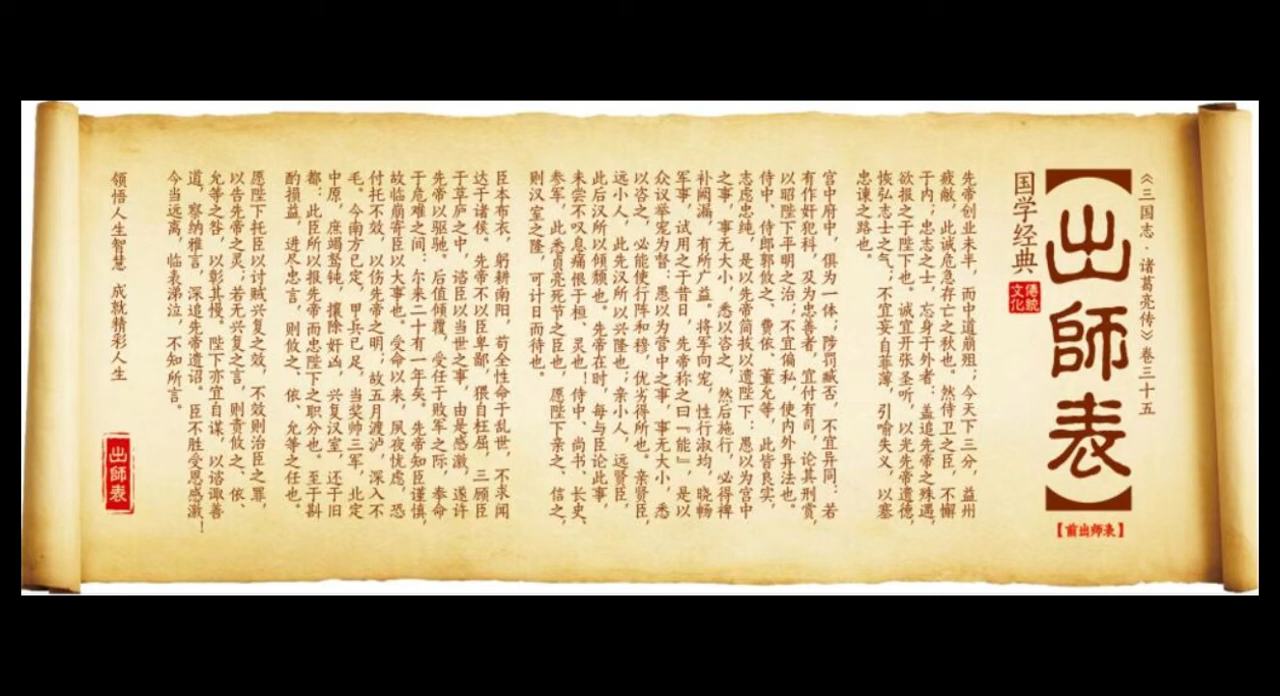 《三国志·诸葛亮传》卷三十五
【出師表】
【前出师表】
国学经典
傳統
文化
先帝创业未半，而中道崩殂；今天下三分，益州
疲敝，此诚危急存亡之秋也。然侍卫之臣，不懈
于内；忠志之士，忘身于外者：盖追先帝之殊遇，
欲报之于陛下也。诚宜开张圣听，以光先帝遗德，
恢弘志士之气；不宜妄自菲薄，引喻失义，以塞
忠谏之路也。
宫中府中，俱为一体；陟罚臧否，不宜异同：若
有作奸犯科，及为忠善者，宜付有司，论其刑赏，
以昭陛下平明之治；不宜偏私，使内外异法也。
侍中、侍郎郭攸之、费依、董允等，此皆良实，
志虑忠纯，是以先帝简拔以遗陛下：愚以为宫中
之事，事无大小，悉以咨之，然后施行，必得裨
补阙漏，有所广益。将军向宠，性行淑均，晓畅
军事，试用之于昔日，先帝称之曰『能』，是以
众议举宠为督：愚以为营中之事，事无大小，悉
以咨之，必能使行阵和穆，优劣得所也。亲贤臣，
远小人，此先汉所以兴隆也；亲小人，远贤臣，
此后汉所以倾颓也。先帝在时，每与臣论此事，
未尝不叹息痛恨于桓、灵也！侍中、尚书、长史、
参军，此悉贞亮死节之臣也，愿陛下亲之、信之，
则汉室之隆，可计日而待也。
臣本布衣，躬耕南阳，苟全性命于乱世，不求闻
达于诸侯。先帝不以臣卑鄙，猥自枉屈，三顾臣
于草庐之中，谘臣以当世之事，由是感激，遂许
先帝以驱驰。后值倾覆，受任于败军之际，奉命
于危难之间：尔来二十有一年矣。先帝知臣谨慎，
故临崩寄臣以大事也。受命以来，夙夜忧虑，恐
付托不效，以伤先帝之明；故五月渡泸，深入不
毛。今南方已定，甲兵已足，当奖帅三军，北定
中原，庶竭驽钝，攘除奸凶，兴复汉室，还于旧
都：此臣所以报先帝而忠陛下之职分也。至于斟
酌损益，进尽忠言，则攸之、依、允等之任也。
愿陛下托臣以讨贼兴复之效，不效则治臣之罪，
以告先帝之灵；若无兴复之言，则责攸之、依、
允等之咎，以彰其慢。陛下亦宜自谋，以谘诹善
道，察纳雅言，深追先帝遗诏。臣不胜受恩感激！
今当远离，临表涕泣，不知所言。
领悟人生智慧 成就精彩人生
出師表